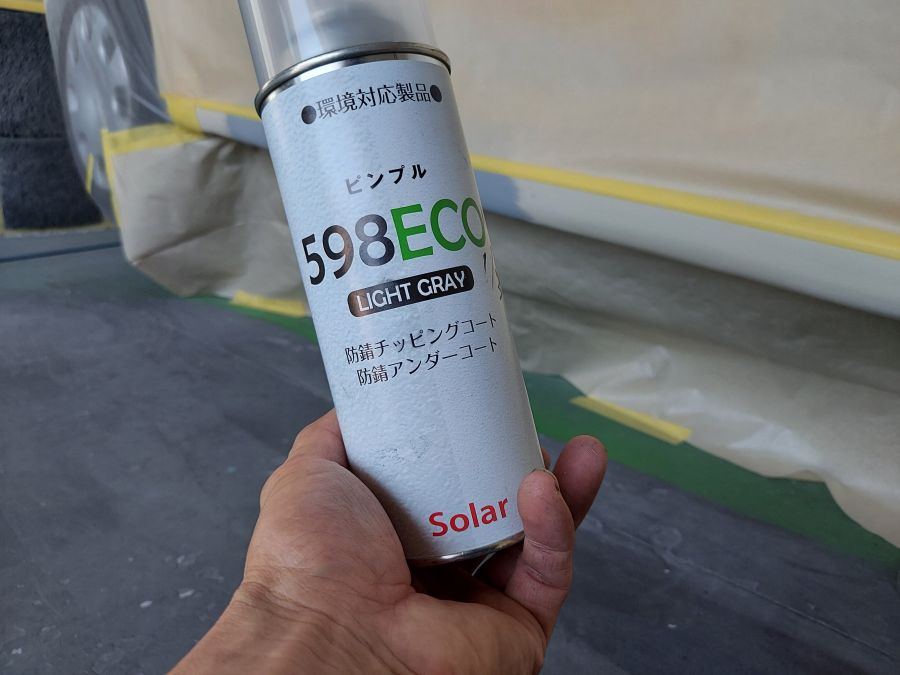 ●環境対応製品●
ピンプル
598ECO
LIGHT GRAY
防錆チッピングコート
防錆アンダーコート
Solar